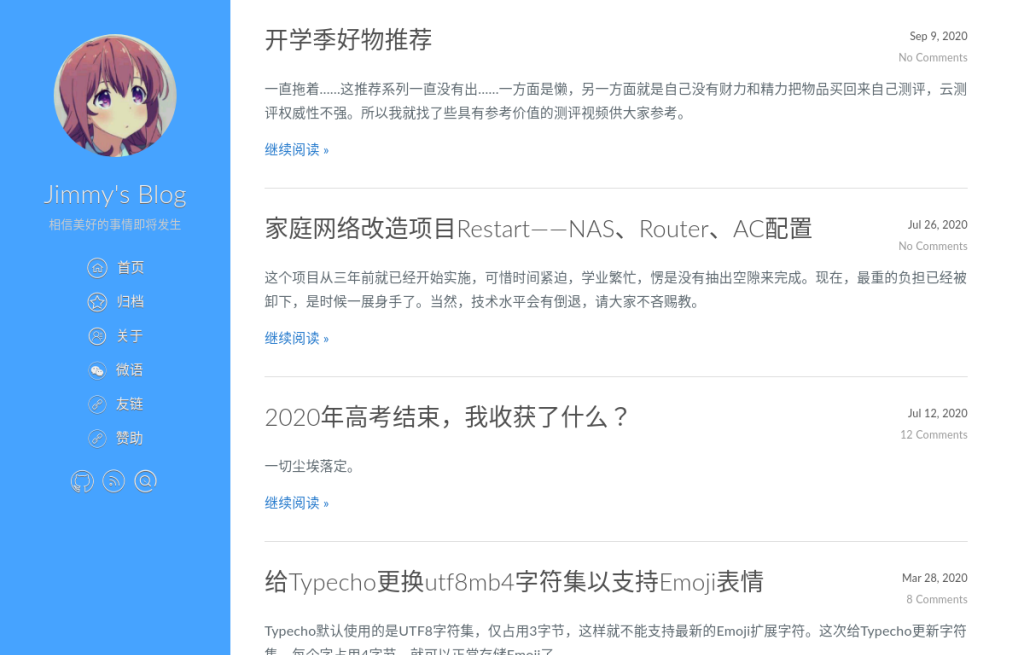 Jimmy's Blog
相信美好的事情即将发生
首页
归档
关于
微语
友链
赞助
开学季好物推荐
Sep 9, 2020
No Comments
一直拖着……这推荐系列一直没有出……一方面是懒，另一方面就是自己没有财力和精力把物品买回来自己测评，云测
评权威性不强。所以我就找了些具有参考价值的测评视频供大家参考。
继续阅读 »
家庭网络改造项目Restart——NAS、Router、AC配置
Jul 26, 2020
No Comments
这个项目从三年前就已经开始实施，可惜时间紧迫，学业繁忙，愣是没有抽出空隙来完成。现在，最重的负担已经被
卸下，是时候一展身手了。当然，技术水平会有倒退，请大家不吝赐教。
继续阅读 »
2020年高考结束，我收获了什么？
Jul 12, 2020
12 Comments
一切尘埃落定。
继续阅读 »
给Typecho更换utf8mb4字符集以支持Emoji表情
Mar 28, 2020
8 Comments
Typecho默认使用的是UTF8字符集，仅占用3字节，这样就不能支持最新的Emoji扩展字符。这次给Typecho更新字符
集，每个字占用4字节，就可以正常存储Emoji了。